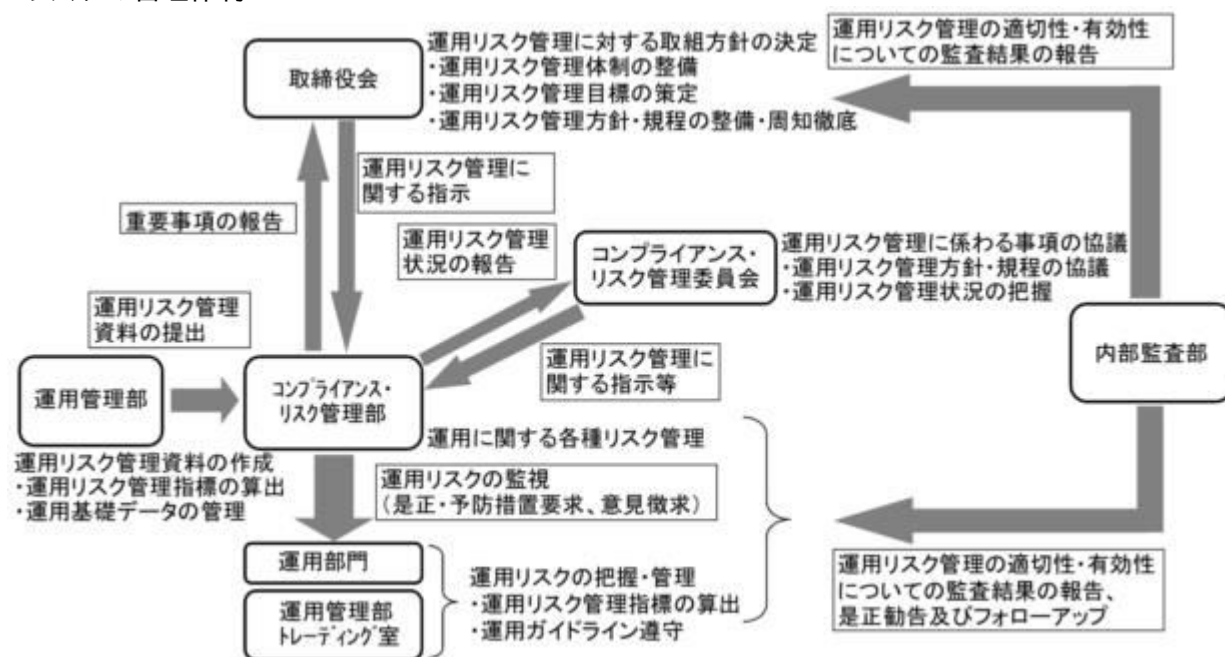 取締役会
運用リスク管理に対する取組方針の決定
・運用リスク管理体制の整備
・運用リスク管理目標の策定
・運用リスク管理方針・規程の整備・周知徹底
運用リスク管理の適切性・有効性
についての監査結果の報告
運用リスク管理に
関する指示
重要事項の報告
運用リスク管理
状況の報告
コンプライアンス・
リスク管理委員会
運用リスク管理に係わる事項の協議
・運用リスク管理方針・規程の協議
・運用リスク管理状況の把握
運用リスク管理
資料の提出
運用リスク管理に
関する指示等
内部監査部
運用管理部
コンプライアンス・
リスク管理部
運用に関する各種リスク管理
運用リスク管理資料の作成
・運用リスク管理指標の算出
・運用基礎データの管理
運用リスクの監視
（是正・予防措置要求、意見徴求）
運用部門
運用管理部
トレーディング室
運用リスクの把握・管理
・運用リスク管理指標の算出
・運用ガイドライン遵守
運用リスク管理の適切性・有効性
についての監査結果の報告、
是正勧告及びフォローアップ